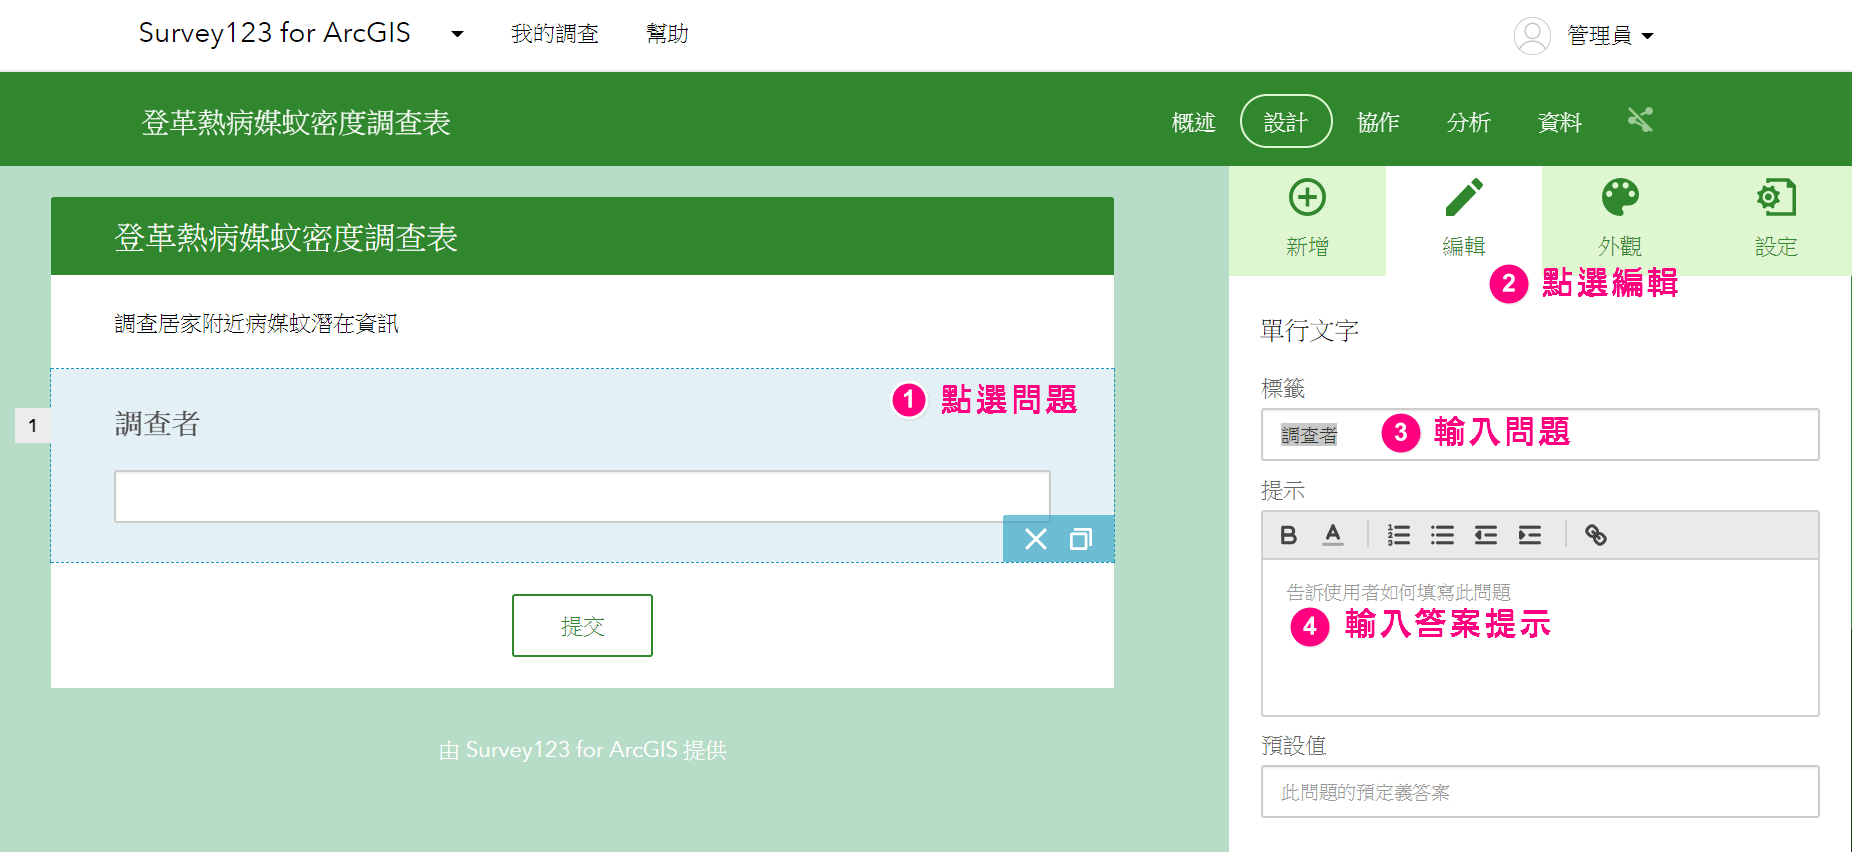 Survey123 for ArcGIS 我的調查 幫助 管理員
登革熱病媒蚊密度調查表 概述 設計 協作 分析 資料
新增 編輯 外觀 設定
2 點選編輯
登革熱病媒蚊密度調查表
調查居家附近病媒蚊潛在資訊
1 點選問題
1
調查者
提交
由 Survey123 for ArcGIS 提供
單行文字
標籤
調查者 3 輸入問題
提示
B A
告訴使用者如何填寫此問題
4 輸入答案提示
預設值
此問題的預定義答案